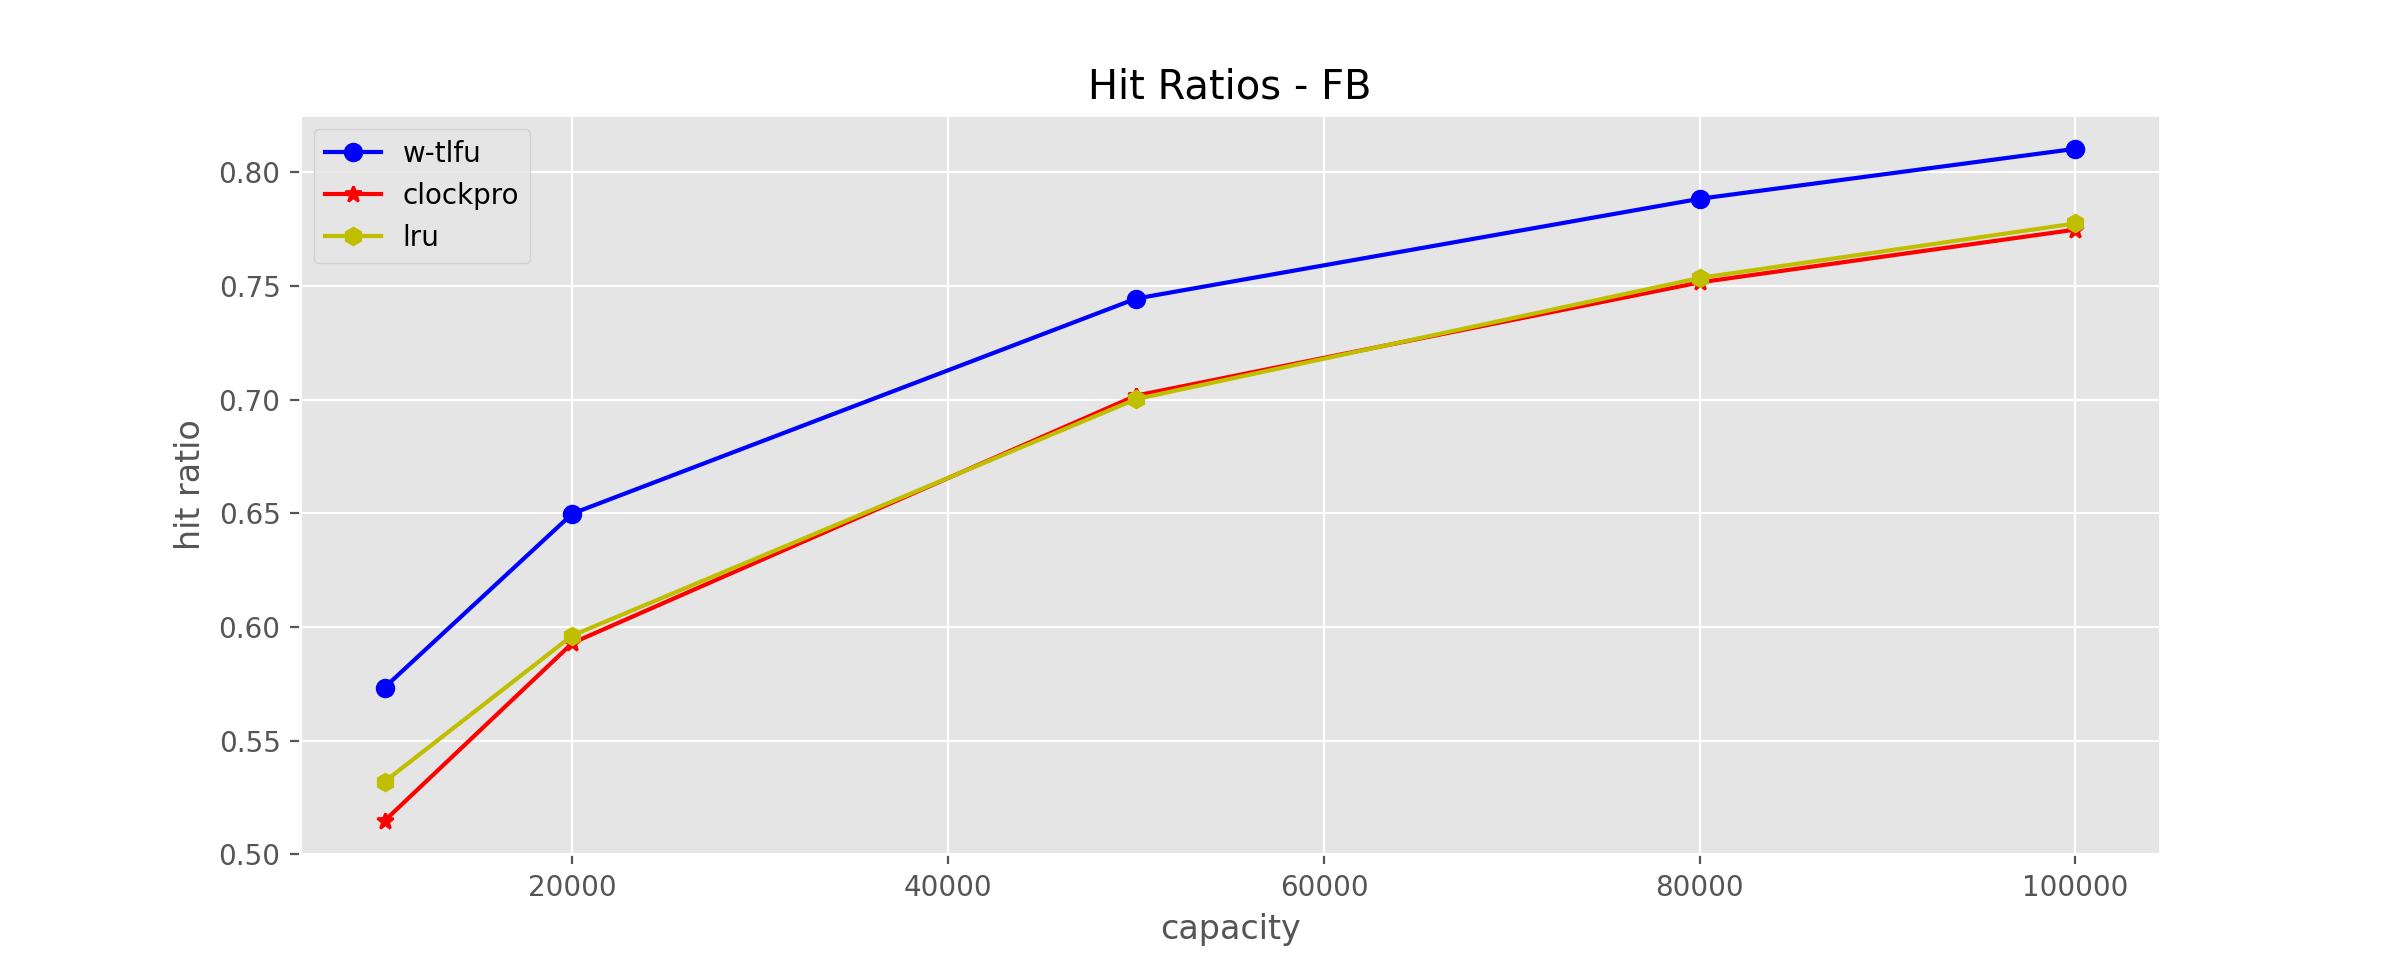 Hit Ratios - FB
w-tlfu
clockpro
lru
0.80
0.75
0.70
0.65
0.60
0.55
0.50
hit ratio
20000 40000 60000 80000 100000
capacity